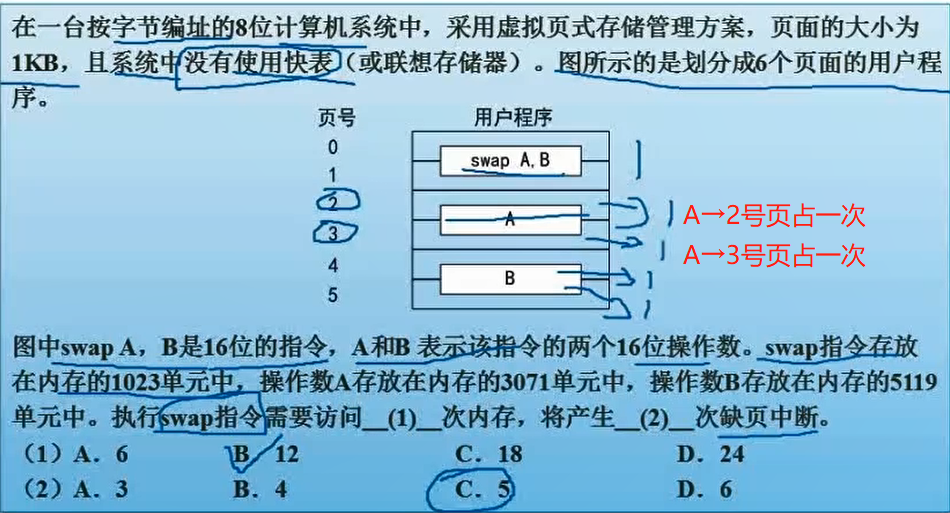 在一台按字节编址的8位计算机系统中，采用虚拟页式存储管理方案，页面的大小为
1KB，且系统中没有使用快表（或联想存储器）。图所示的是划分成6个页面的用户程
序。
页号 用户程序
0
swap A,B
1
2
A→2号页占一次
A
3
A→3号页占一次
4
B
5
图中swap A，B是16位的指令，A和B 表示该指令的两个16位操作数。swap指令存放
在内存的1023单元中，操作数A存放在内存的3071单元中，操作数B存放在内存的5119
单元中。执行swap指令需要访问__(1)__次内存，将产生__(2)__次缺页中断。
（1）A．6 B．12 C．18 D．24
（2）A．3 B．4 C．5 D．6